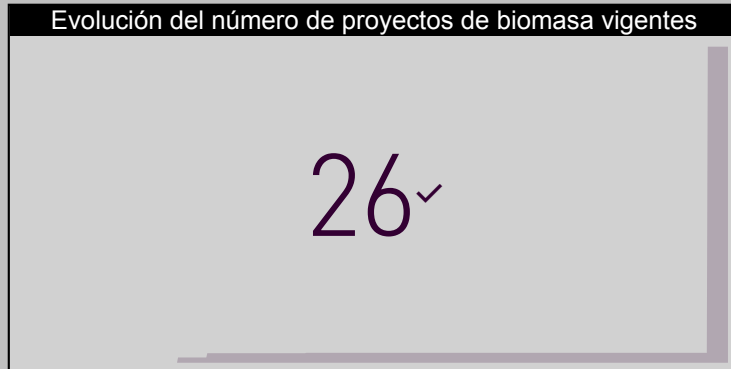 Evolución del número de proyectos de biomasa vigentes
26